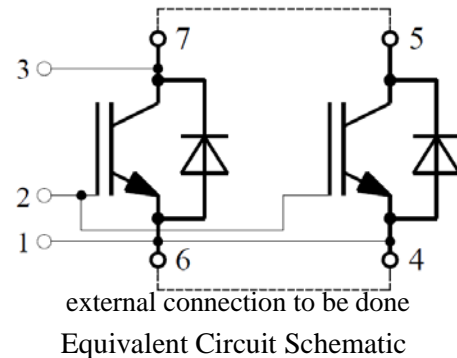 7 5
3
2
1
6 4
external connection to be done
Equivalent Circuit Schematic